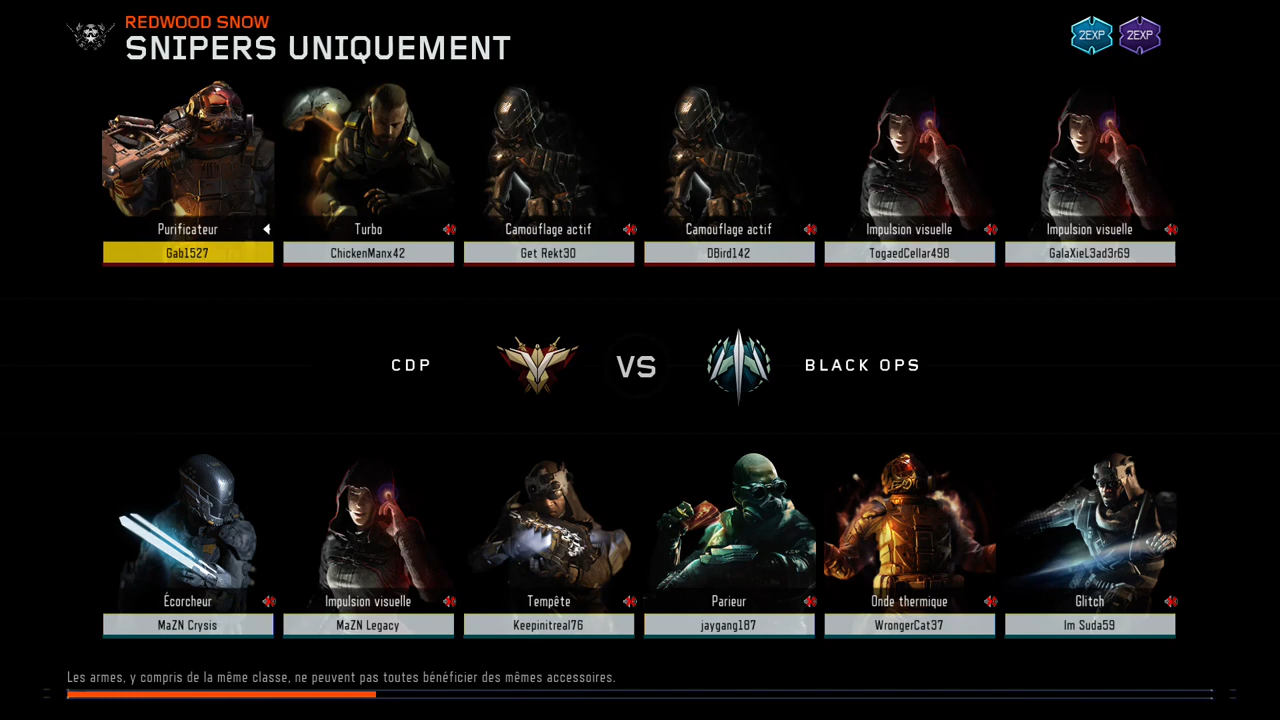 REDWOOD SNOW
SNIPERS UNIQUEMENT
2EXP 2EXP
Purificateur Turbo Camouflage actif Camouflage actif Impulsion visuelle Impulsion visuelle
Gab1527 ChickenManx42 Get Rekt30 DBird142 TogaedCellar498 GalaXieL3ad3r69
CDP VS BLACK OPS
Écorcheur Impulsion visuelle Tempête Parieur Onde thermique Glitch
MaZN Crysis MaZN Legacy Keepinitreal76 jaygang187 WrongerCat37 Im Suda59
Les armes, y compris de la même classe, ne peuvent pas toutes bénéficier des mêmes accessoires.